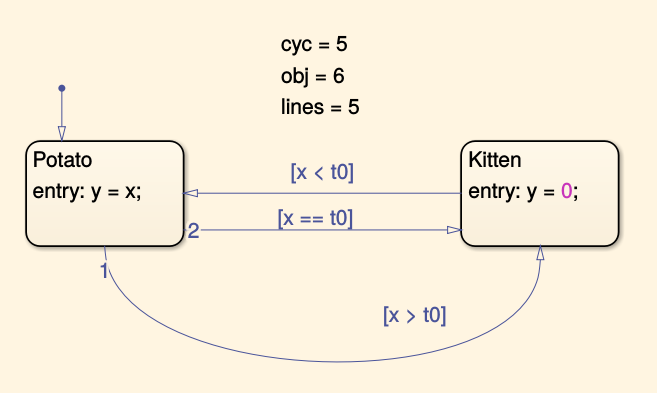 cyc = 5
obj = 6
lines = 5
Potato
entry: y = x;
[x < t0]
Kitten
entry: y = 0;
2
[x == t0]
1
[x > t0]